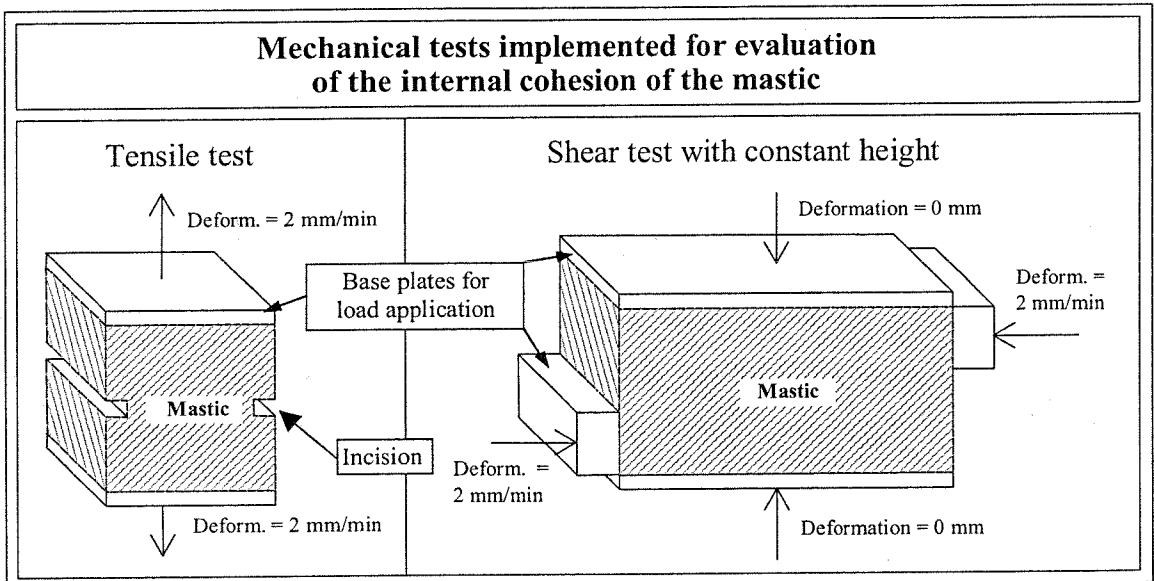 Mechanical tests implemented for evaluation
of the internal cohesion of the mastic
Tensile test
Deform. = 2 mm/min
Mastic
Incision
Deform. = 2 mm/min
Base plates for
load application
Shear test with constant height
Deformation = 0 mm
Deform. =
2 mm/min
Mastic
Deform. =
2 mm/min
Deformation = 0 mm